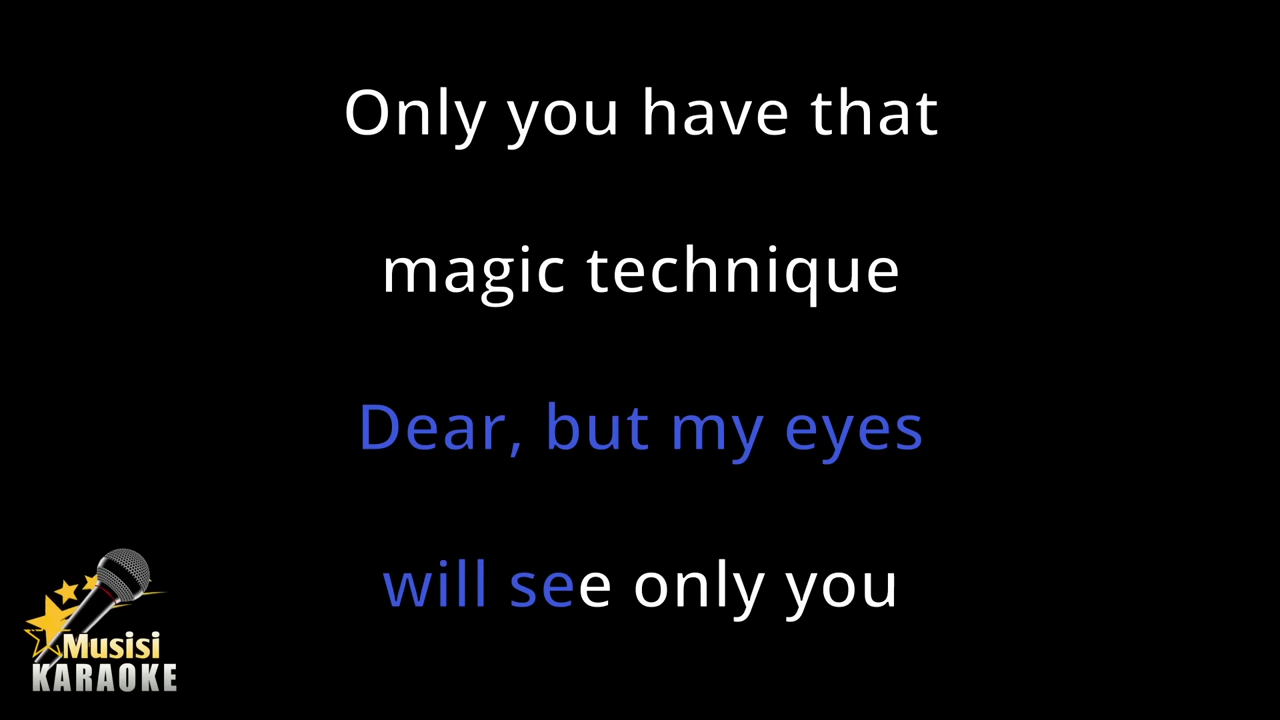 Only you have that
magic technique
Dear, but my eyes
will see only you
Musisi
KARAOKE